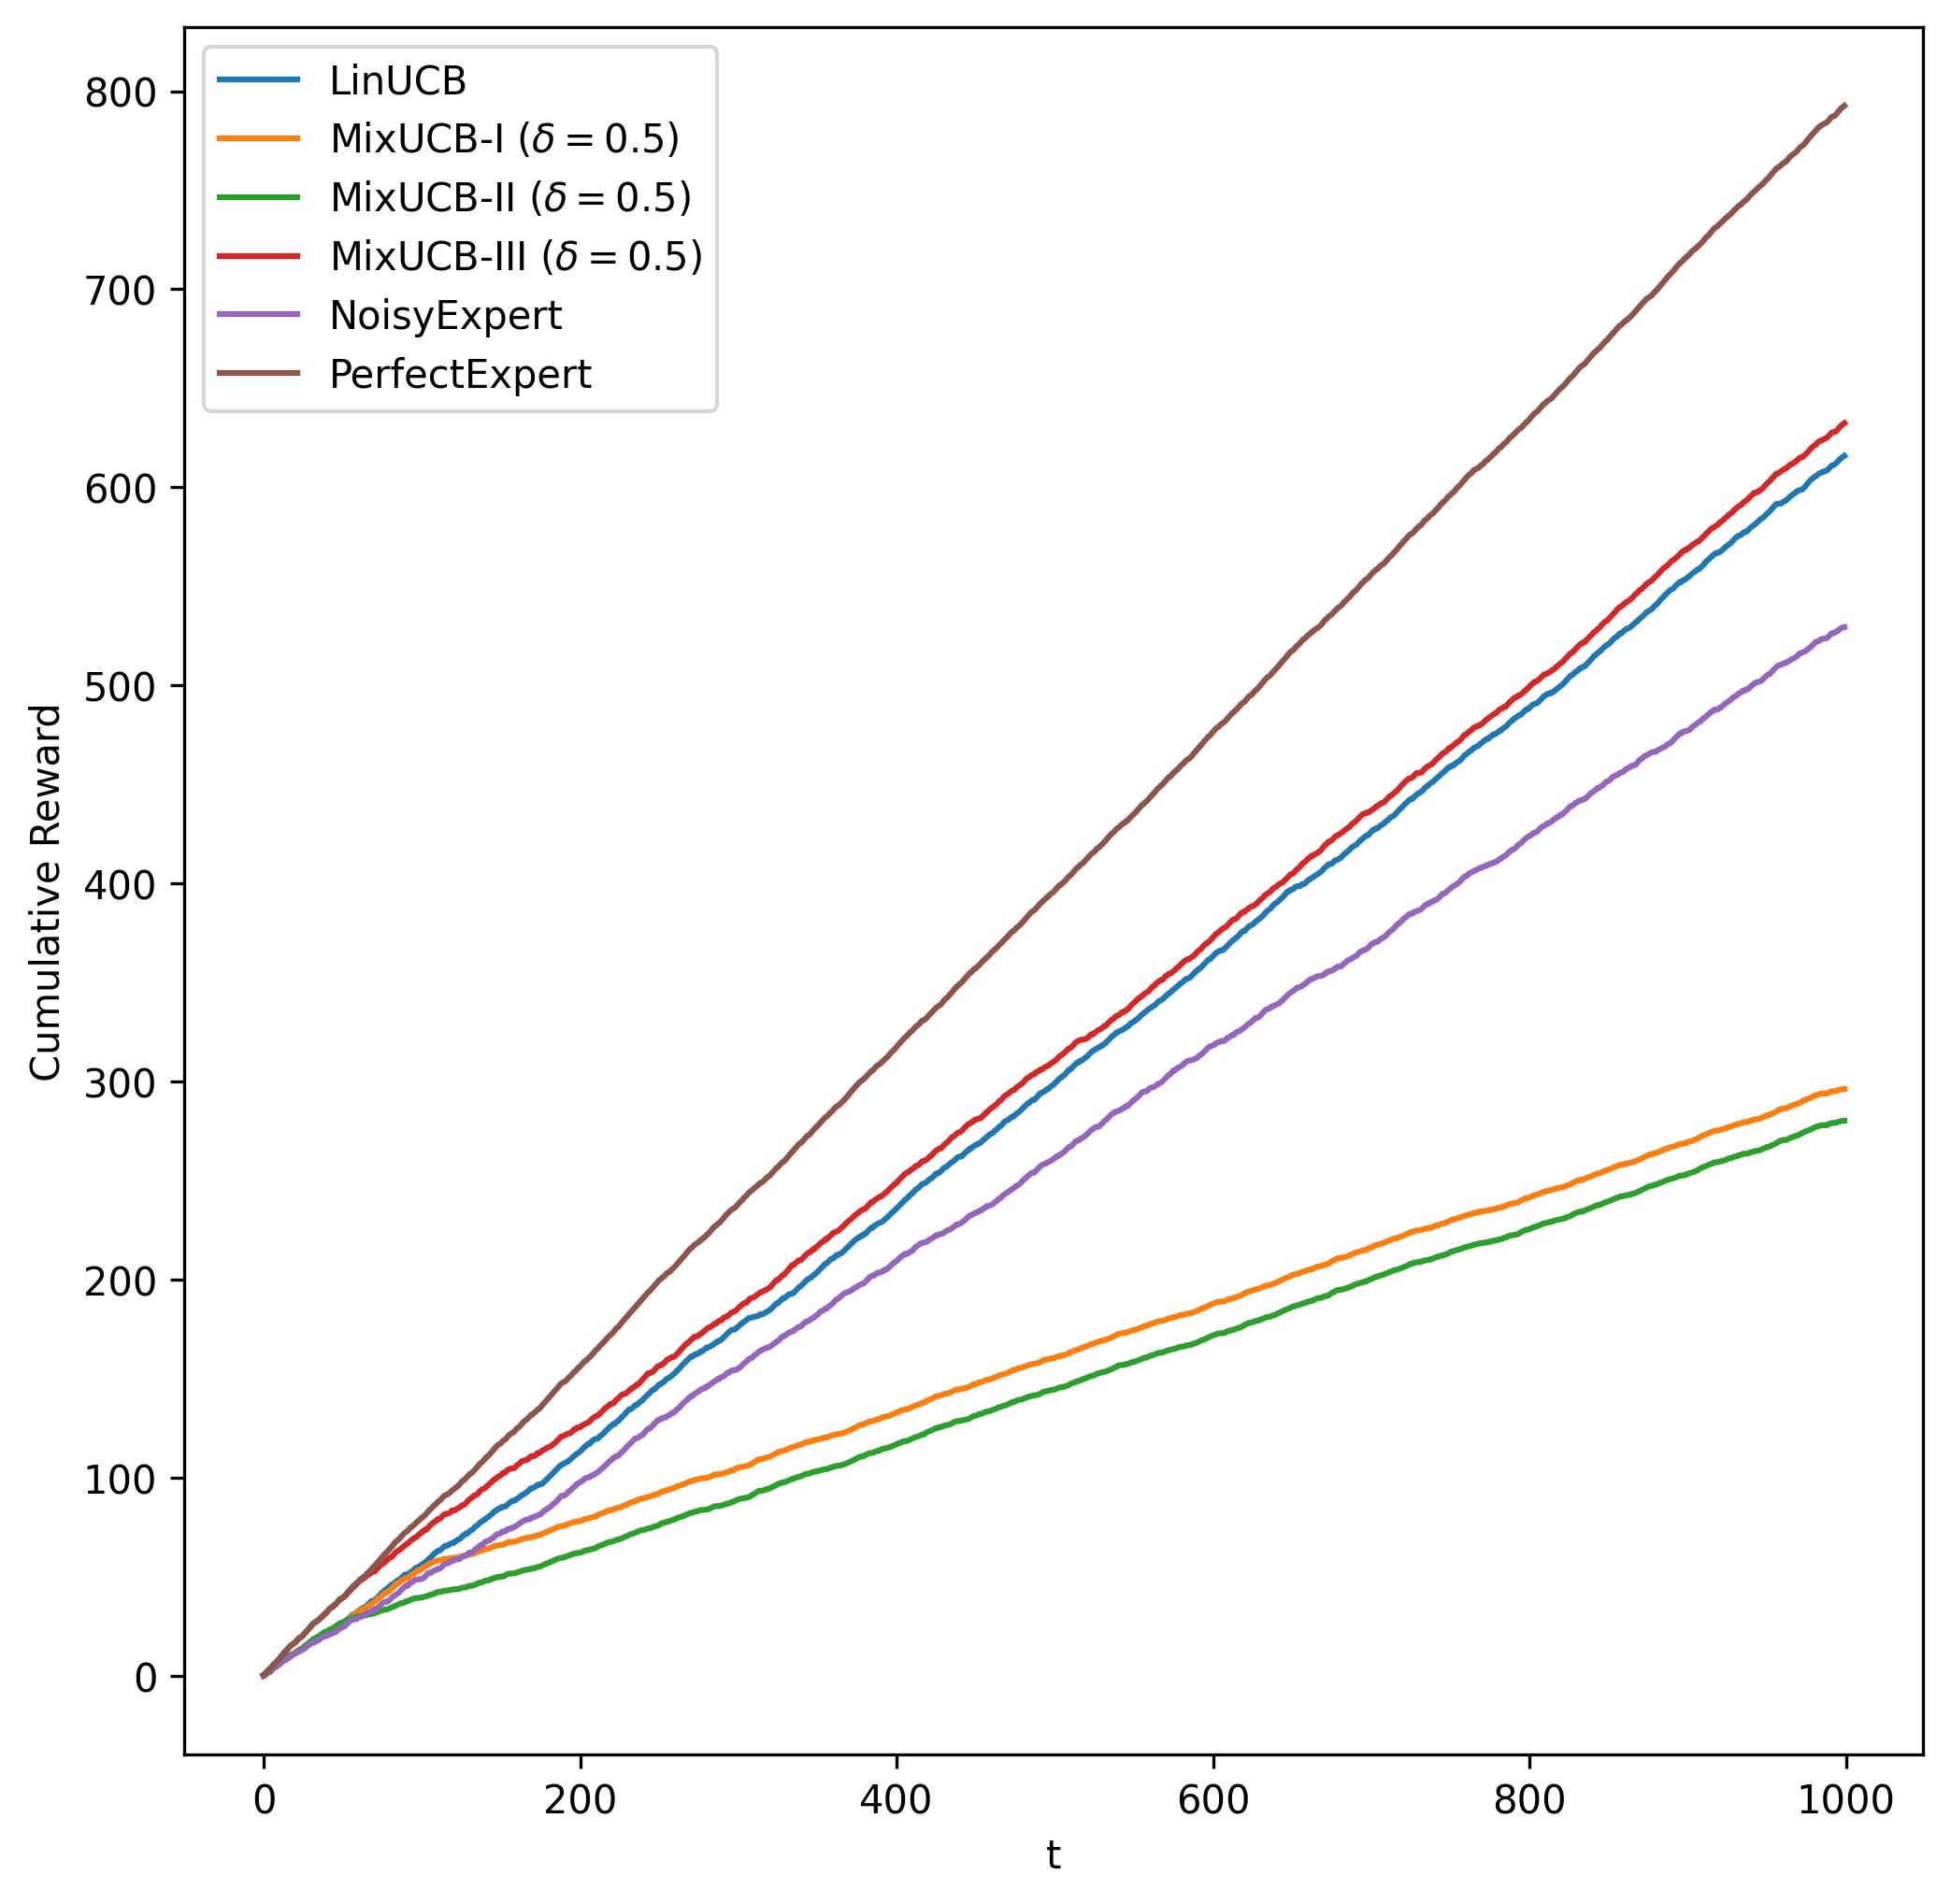 LinUCB
MixUCB-I (δ = 0.5)
MixUCB-II (δ = 0.5)
MixUCB-III (δ = 0.5)
NoisyExpert
PerfectExpert
Cumulative Reward
800
700
600
500
400
300
200
100
0
0 200 400 600 800 1000
t